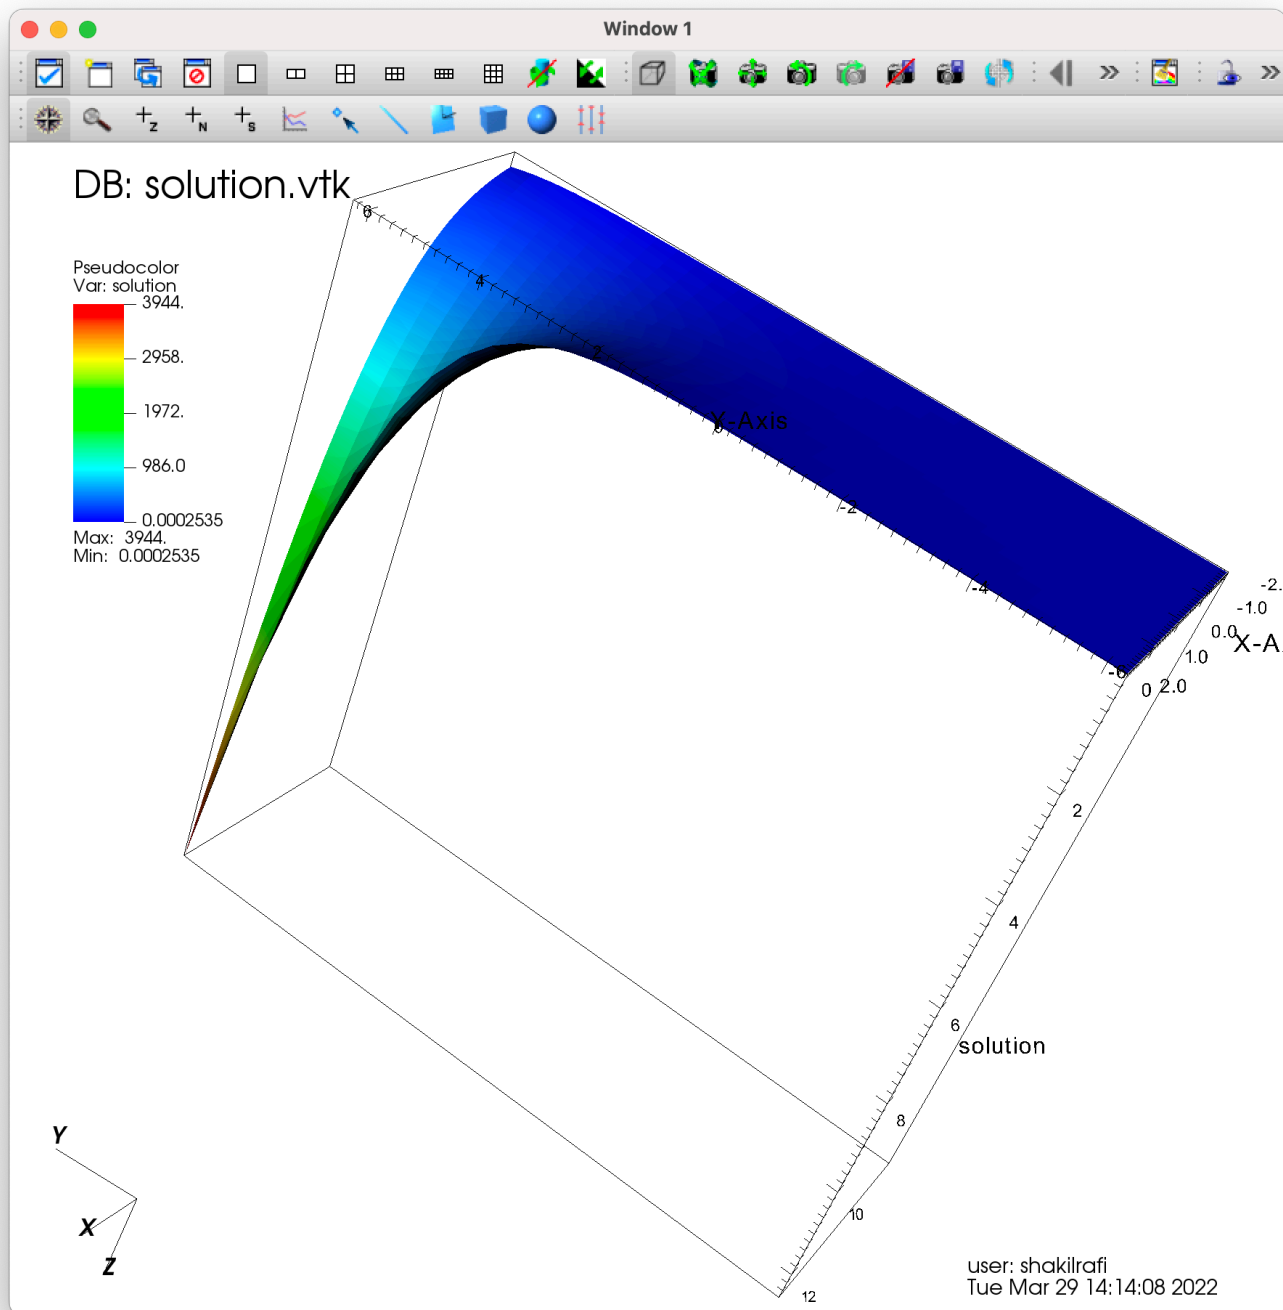 Window 1
Z
N
S
DB: solution.vtk
Pseudocolor
Var: solution
3944.
2958.
1972.
986.0
0.0002535
Max: 3944.
Min: 0.0002535
6
4
2
0
Y-Axis
-2
-4
-6
-2.
-1.0
0.0
X-A
1.0
2.0
0
2
4
6
solution
8
10
12
Y
X
Z
user: shakilrafi
Tue Mar 29 14:14:08 2022